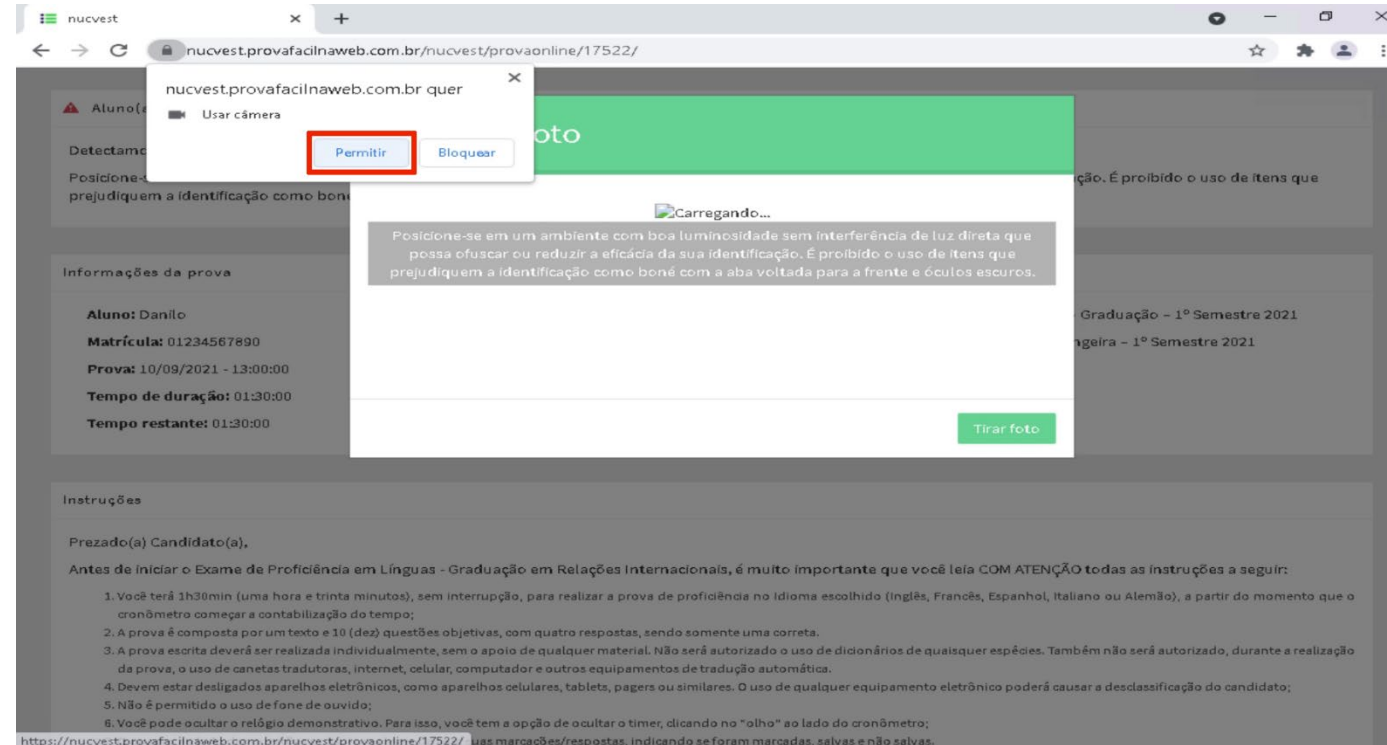 nucvest
nucvest.provafacilnaweb.com.br/nucvest/provaonline/17522/
nucvest.provafacilnaweb.com.br quer
Usar câmera
Permitir Bloquear
Aluno(
oto
Detectamo
Posicione-s
ção. É proibido o uso de itens que
prejudiquem a identificação como bon
Carregando...
Posicione-se em um ambiente com boa luminosidade sem interferência de luz direta que
possa ofuscar ou reduzir a eficácia da sua identificação. É proibido o uso de itens que
prejudiquem a identificação como boné com a aba voltada para a frente e óculos escuros.
Informações da prova
Aluno: Danilo
Graduação – 1º Semestre 2021
Matrícula: 01234567890
ngeira – 1º Semestre 2021
Prova: 10/09/2021 - 13:00:00
Tempo de duração: 01:30:00
Tempo restante: 01:30:00
Tirar foto
Instruções
Prezado(a) Candidato(a),
Antes de iniciar o Exame de Proficiência em Línguas - Graduação em Relações Internacionais, é muito importante que você leia COM ATENÇÃO todas as instruções a seguir:
1. Você terá 1h30min (uma hora e trinta minutos), sem interrupção, para realizar a prova de proficiência no Idioma escolhido (Inglês, Francês, Espanhol, Italiano ou Alemão), a partir do momento que o
cronômetro começar a contabilização do tempo;
2. A prova é composta por um texto e 10 (dez) questões objetivas, com quatro respostas, sendo somente uma correta.
3. A prova escrita deverá ser realizada individualmente, sem o apoio de qualquer material. Não será autorizado o uso de dicionários de quaisquer espécies. Também não será autorizado, durante a realização
da prova, o uso de canetas tradutoras, internet, celular, computador e outros equipamentos de tradução automática.
4. Devem estar desligados aparelhos eletrônicos, como aparelhos celulares, tablets, pagers ou similares. O uso de qualquer equipamento eletrônico poderá causar a desclassificação do candidato;
5. Não é permitido o uso de fone de ouvido;
6. Você pode ocultar o relógio demonstrativo. Para isso, você tem a opção de ocultar o timer, clicando no "olho" ao lado do cronômetro;
https://nucvest.provafacilnaweb.com.br/nucvest/provaonline/17522/ uas marcações/respostas, indicando se foram marcadas, salvas e não salvas.